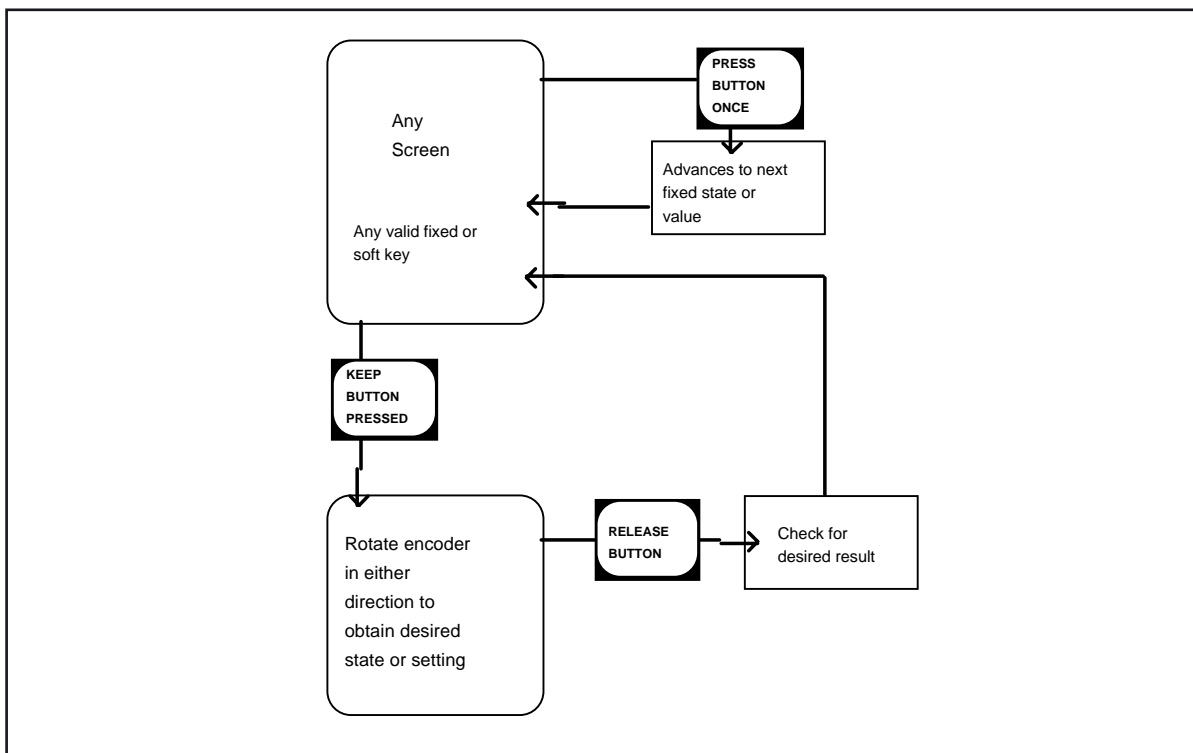 Any
Screen
Any valid fixed or
soft key
PRESS
BUTTON
ONCE
Advances to next
fixed state or
value
KEEP
BUTTON
PRESSED
Rotate encoder
in either
direction to
obtain desired
state or setting
RELEASE
BUTTON
Check for
desired result